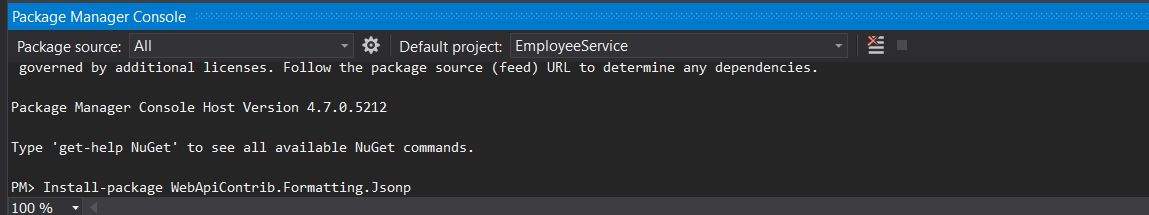 Package Manager Console
Package source: All Default project: EmployeeService
governed by additional licenses. Follow the package source (feed) URL to determine any dependencies.
Package Manager Console Host Version 4.7.0.5212
Type 'get-help NuGet' to see all available NuGet commands.
PM> Install-package WebApiContrib.Formatting.Jsonp
100 %